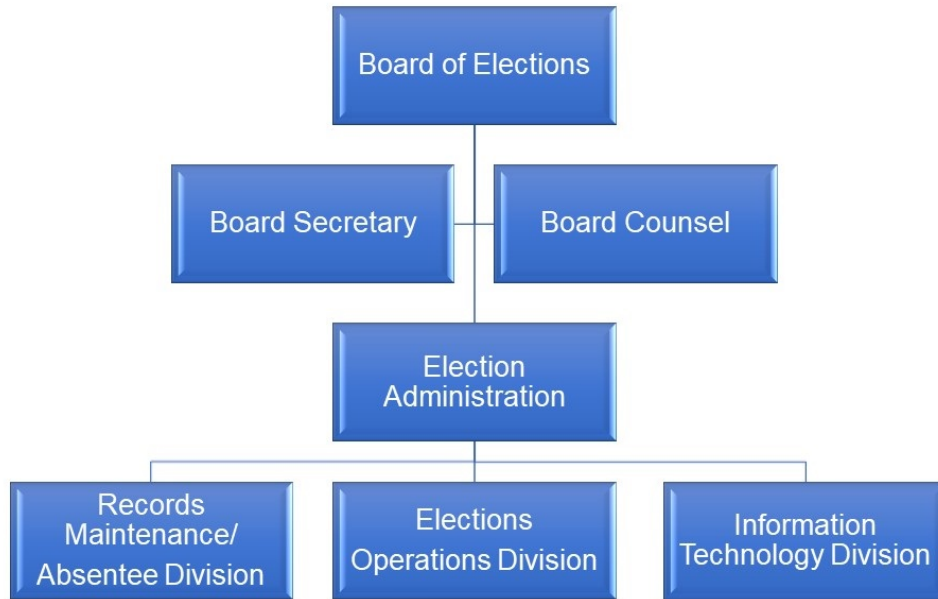 Board of Elections
Board Secretary
Board Counsel
Election
Administration
Records
Maintenance/
Absentee Division
Elections
Operations Division
Information
Technology Division